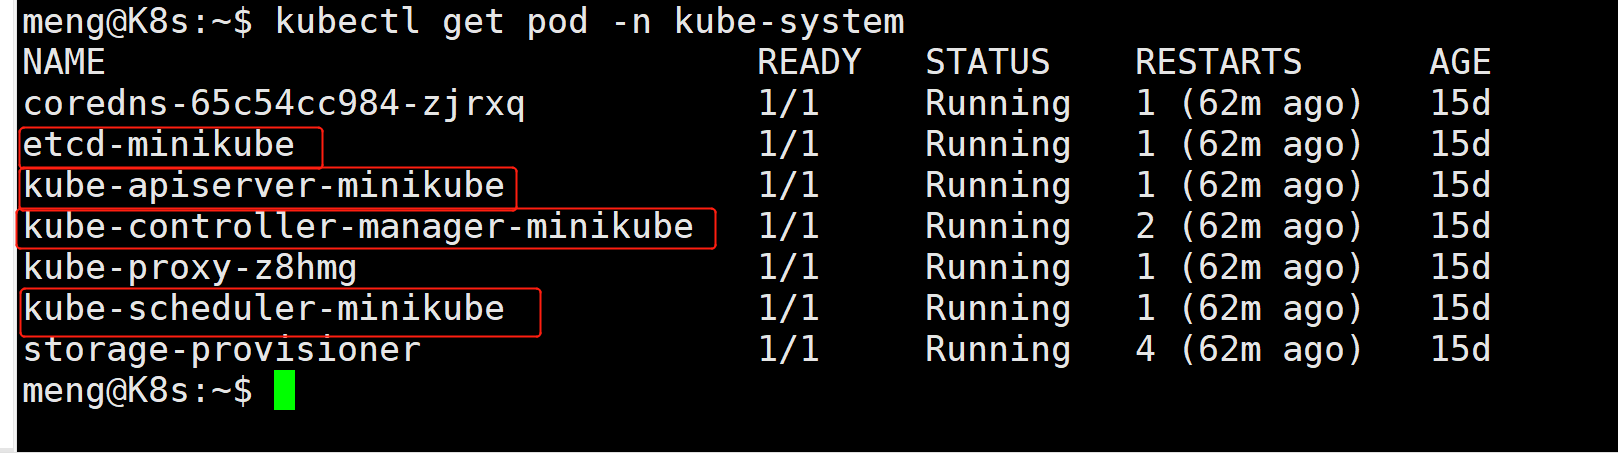 meng@K8s:~$ kubectl get pod -n kube-system
NAME READY STATUS RESTARTS AGE
coredns-65c54cc984-zjrxq 1/1 Running 1 (62m ago) 15d
etcd-minikube 1/1 Running 1 (62m ago) 15d
kube-apiserver-minikube 1/1 Running 1 (62m ago) 15d
kube-controller-manager-minikube 1/1 Running 2 (62m ago) 15d
kube-proxy-z8hmg 1/1 Running 1 (62m ago) 15d
kube-scheduler-minikube 1/1 Running 1 (62m ago) 15d
storage-provisioner 1/1 Running 4 (62m ago) 15d
meng@K8s:~$